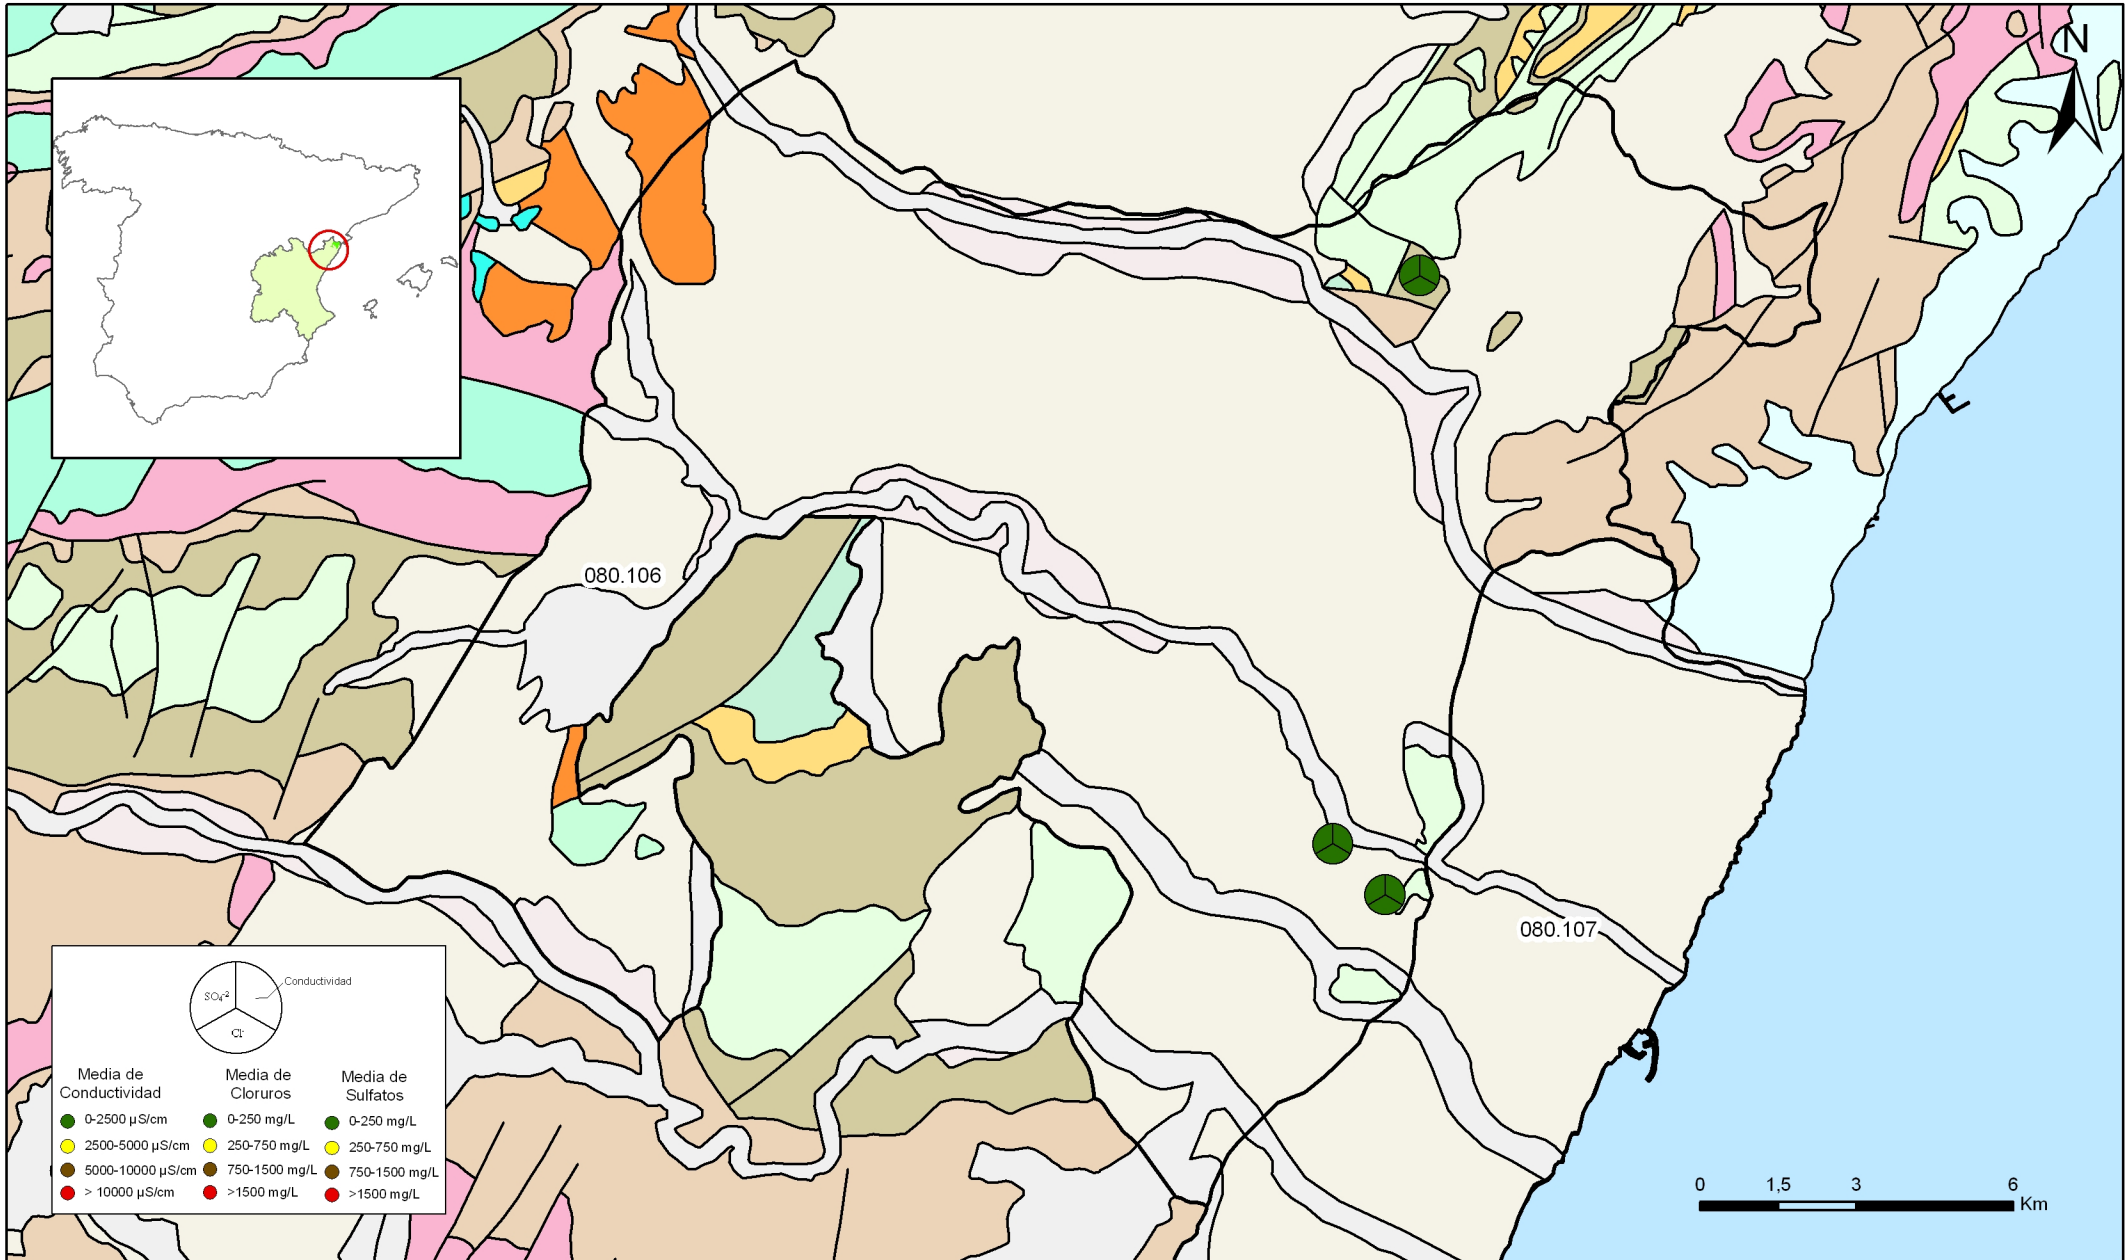 N
080.106
080.107
SO₄⁻²
Conductividad
Cl⁻
Media de
Conductividad
0-2500 µS/cm
2500-5000 µS/cm
5000-10000 µS/cm
> 10000 µS/cm
Media de
Cloruros
0-250 mg/L
250-750 mg/L
750-1500 mg/L
>1500 mg/L
Media de
Sulfatos
0-250 mg/L
250-750 mg/L
750-1500 mg/L
>1500 mg/L
0 1,5 3 6
Km